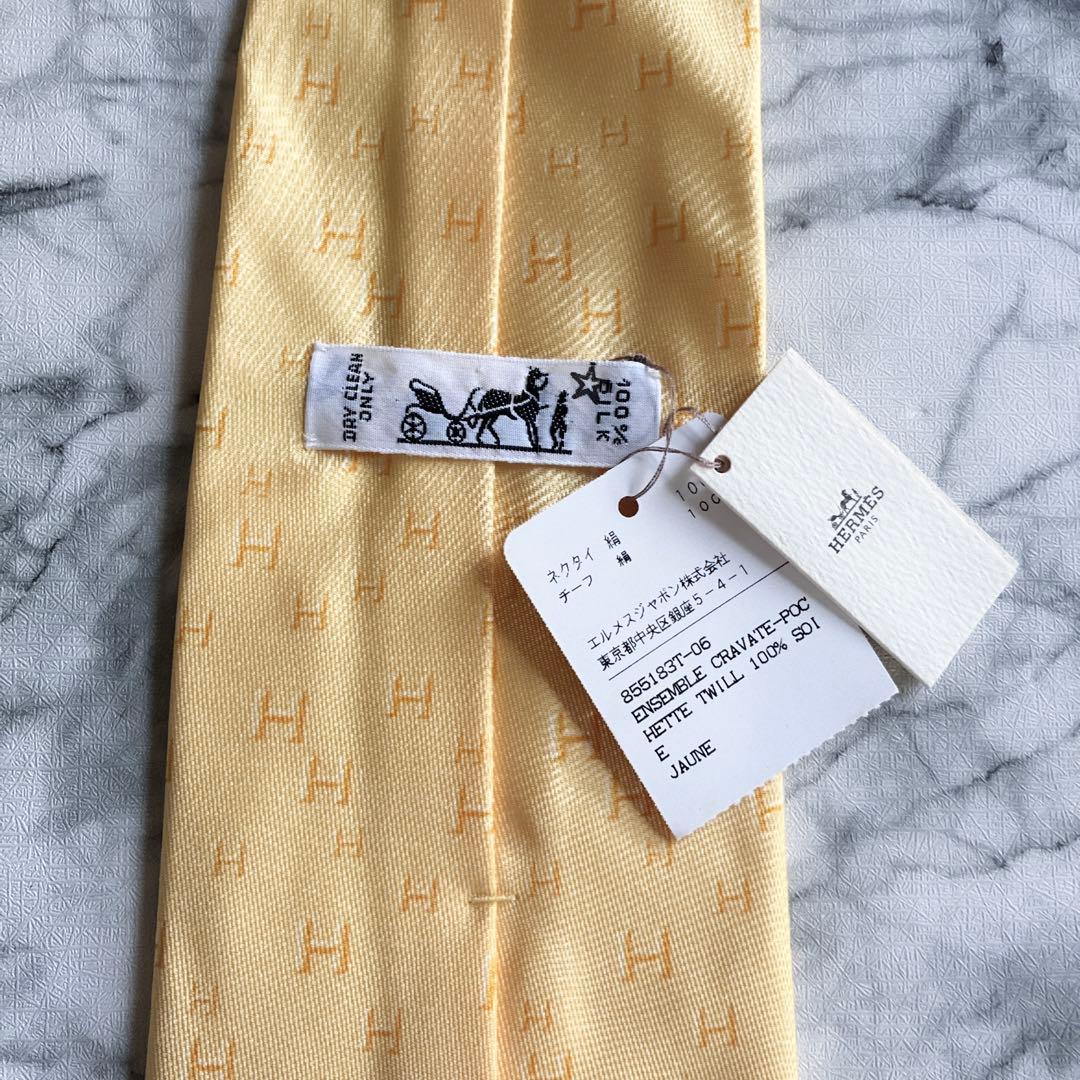 DRY CLEAN
ONLY
100%
SILK
ネクタイ 絹
チーフ 絹
エルメスジャポン株式会社
東京都中央区銀座5-4-1
855183T-06
ENSEMBLE CRAVATE-POC
HETTE TWILL 100% SOI
E
JAUNE
HERMÈS
PARIS